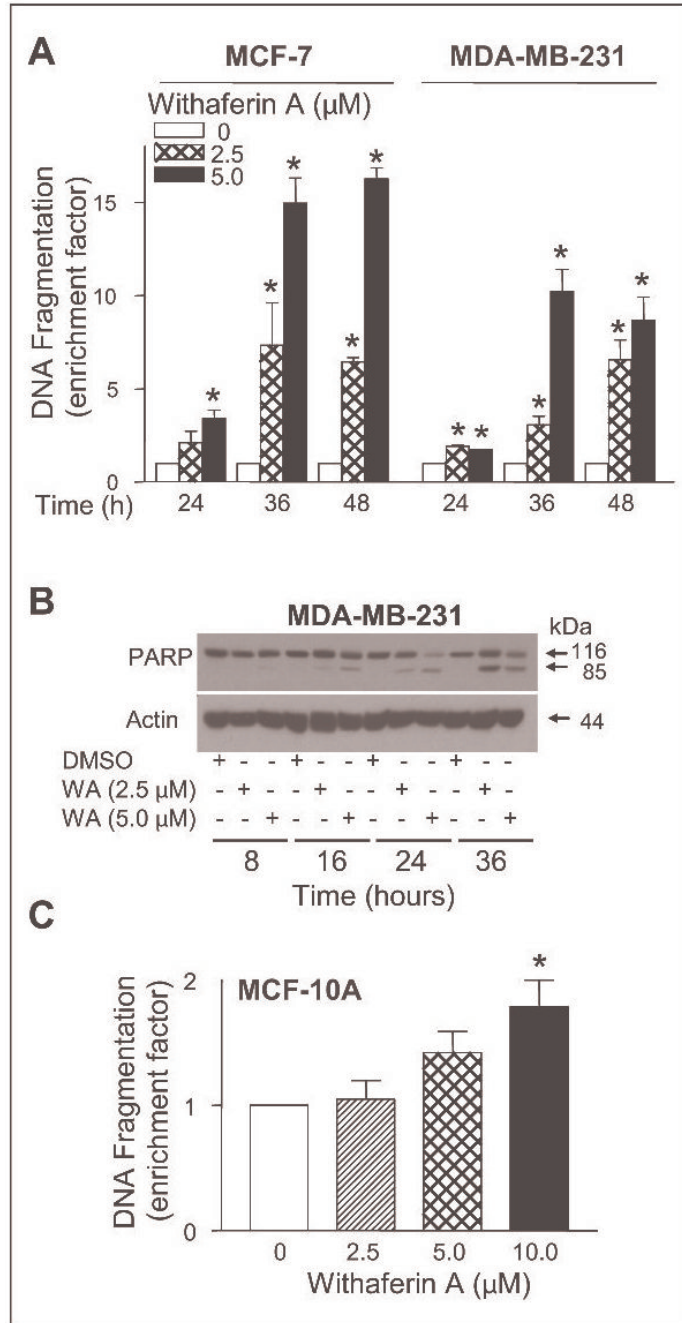 A
MCF-7 MDA-MB-231
Withaferin A (µM)
0
2.5
5.0
DNA Fragmentation
(enrichment factor)
15
10
5
0
* * * * * * * * * * *
Time (h) 24 36 48 24 36 48
B
MDA-MB-231
kDa
PARP 116
85
Actin 44
DMSO + - - + - - + - - + - -
WA (2.5 µM) - + - - + - - + - - + -
WA (5.0 µM) - - + - - + - - + - - +
8 16 24 36
Time (hours)
C
MCF-10A
*
DNA Fragmentation
(enrichment factor)
2
1
0
0 2.5 5.0 10.0
Withaferin A (µM)